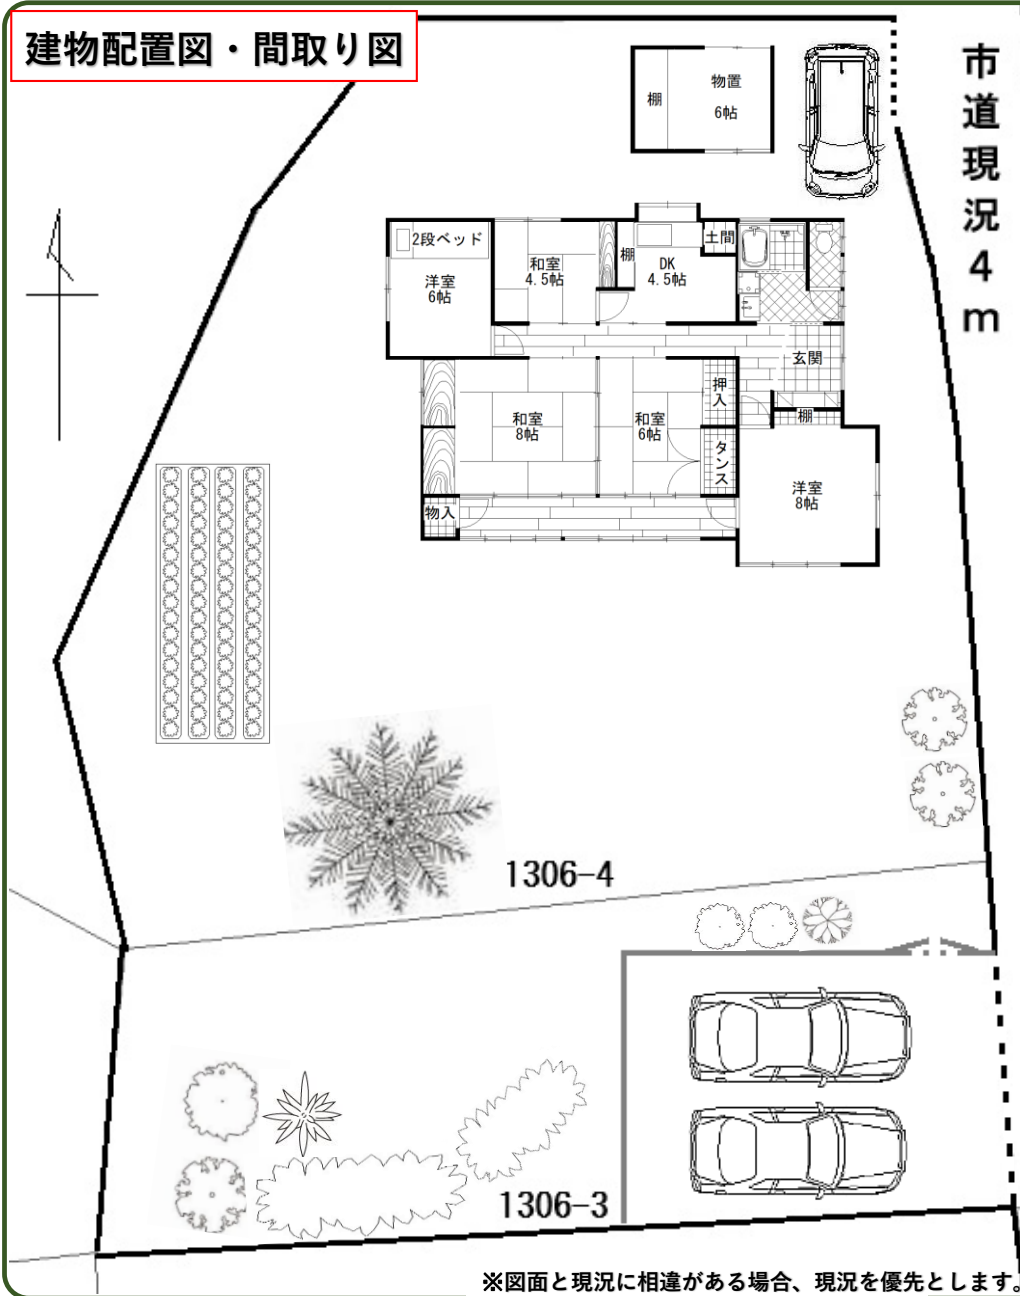 建物配置図・間取り図
市道現況4m
物置
棚
6帖
2段ベッド
洋室
6帖
和室
4.5帖
棚
DK
4.5帖
土間
玄関
和室
8帖
和室
6帖
押入
タンス
棚
洋室
8帖
物入
1306-4
1306-3
※図面と現況に相違がある場合、現況を優先とします。